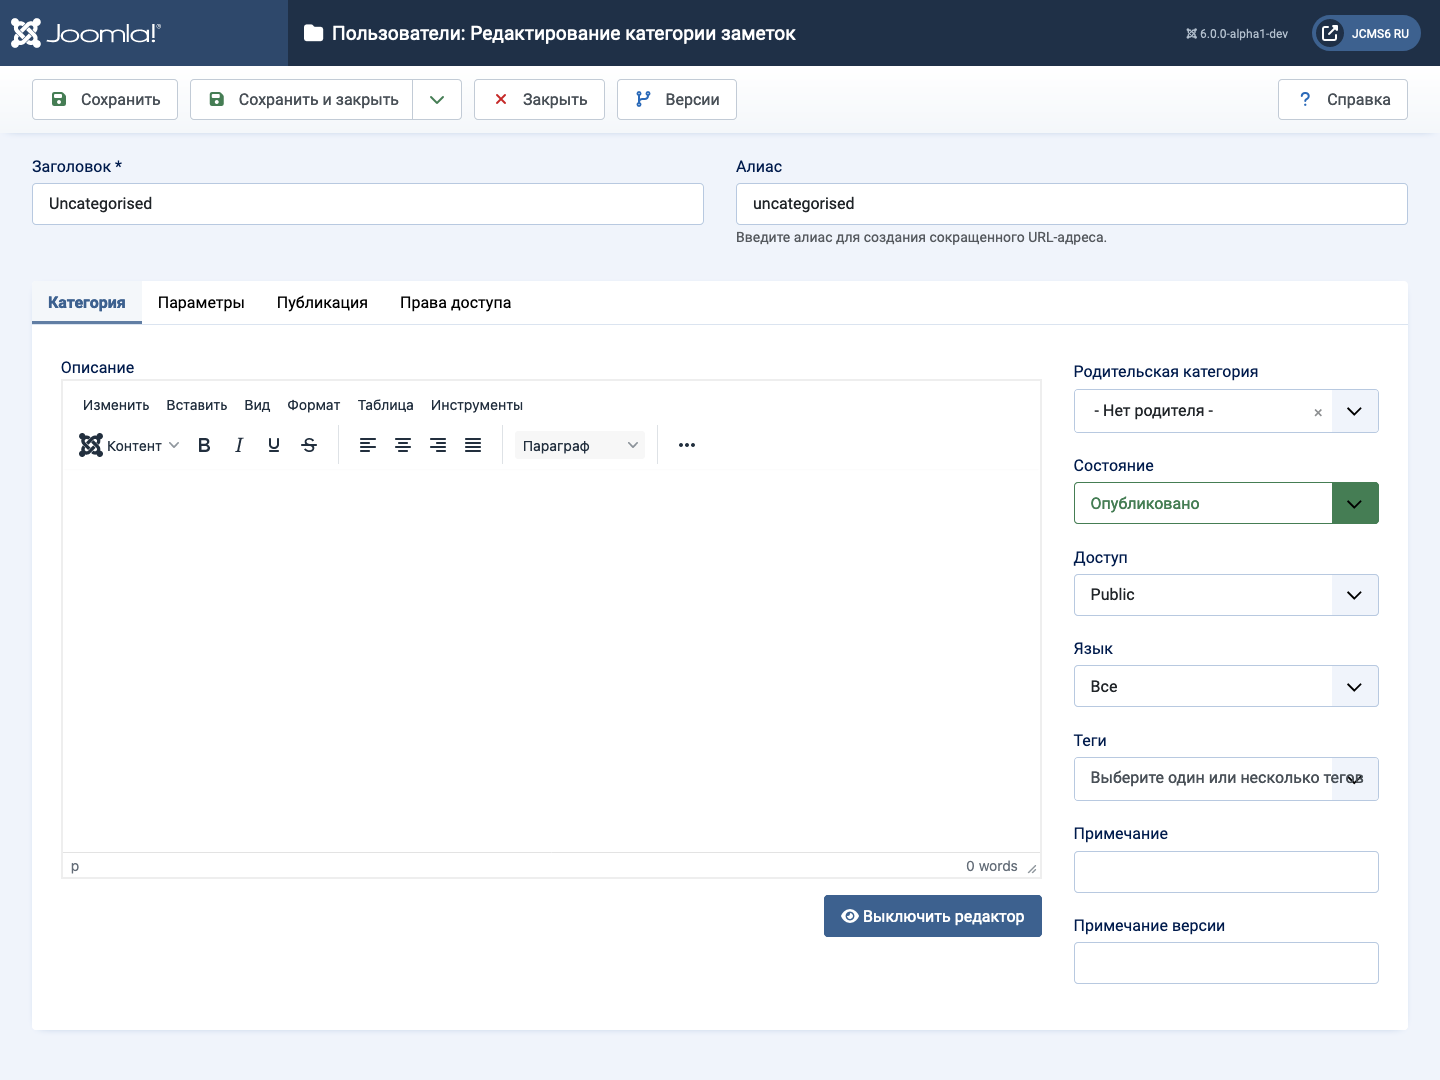 Joomla!®
Пользователи: Редактирование категории заметок
6.0.0-alpha1-dev
JCMS6 RU
Сохранить
Сохранить и закрыть
Закрыть
Версии
? Справка
Заголовок *
Uncategorised
Алиас
uncategorised
Введите алиас для создания сокращенного URL-адреса.
Категория
Параметры
Публикация
Права доступа
Описание
Изменить Вставить Вид Формат Таблица Инструменты
Контент B I U S Параграф
p
0 words
Выключить редактор
Родительская категория
- Нет родителя -
Состояние
Опубликовано
Доступ
Public
Язык
Все
Теги
Выберите один или несколько тегов
Примечание
Примечание версии